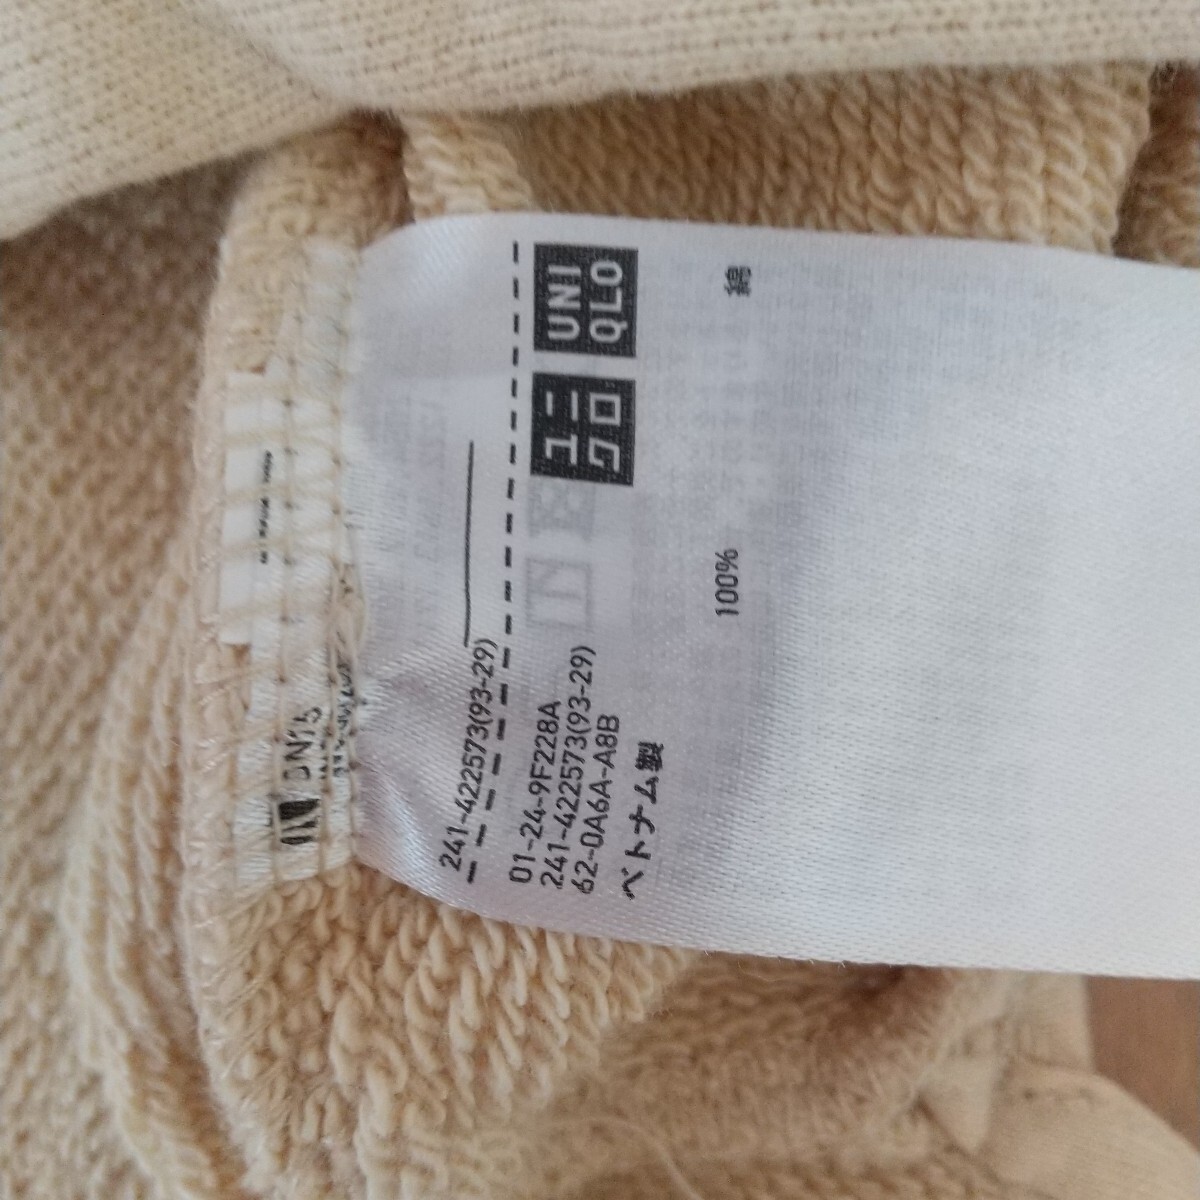 241-422573(93-29)
ユニ
クロ
UNI
QLO
01-24-9F228A
241-422573(93-29)
62-0A6A-A8B
ベトナム製
綿 100%